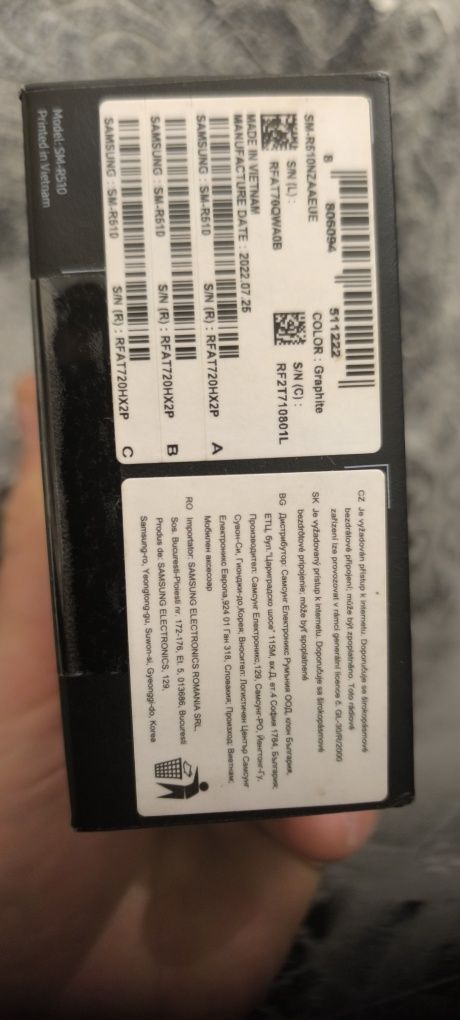 Model: SM-R510
Printed in Vietnam
8 806094 511222
SM-R510NZAAEUE
COLOR : Graphite
S/N (L) :
RFAT70QWA0B
S/N (C) :
RF2T710801L
MADE IN VIETNAM
MANUFACTURE DATE : 2022.07.25
SAMSUNG : SM-R510
S/N (R) : RFAT720HX2P
A
SAMSUNG : SM-R510
S/N (R) : RFAT720HX2P
B
SAMSUNG : SM-R510
S/N (R) : RFAT720HX2P
C
CZ Je vyžadován přístup k internetu. Doporučuje se širokopásmové
bezdrátové připojení; může být zpoplatněno. Toto rádiové
zařízení lze provozovat v rámci generální licence č. GL-30/R/2000
SK Je vyžadovaný prístup k internetu. Doporučuje sa širokopásmové
bezdrôtové pripojenie; môže byť spoplatnené
BG Дистрибутор: Самсунг Електроникс Румъния ООД, клон България,
ЕТЦ, бул."Цариградско шосе" 115М, вх.Д, ет.4 София 1784, България;
Производител: Самсунг Електроникс,129, Самсунг-РО, Йенгтонг-Гу,
Сувон-Си, Гионджи-до,Корея; Вносител: Логистичен Център Самсунг
Електроникс Европа,924 01 Галанта 318, Словакия; Произход: Виетнам;
Мобилен аксесоар
RO Importator: SAMSUNG ELECTRONICS ROMANIA SRL,
Sos. Bucuresti-Ploiesti nr. 172-176, Et. 5, 013686, Bucuresti
Produs de: SAMSUNG ELECTRONICS, 129,
Samsung-ro, Yeongtong-gu, Suwon-si, Gyeonggi-do, Korea